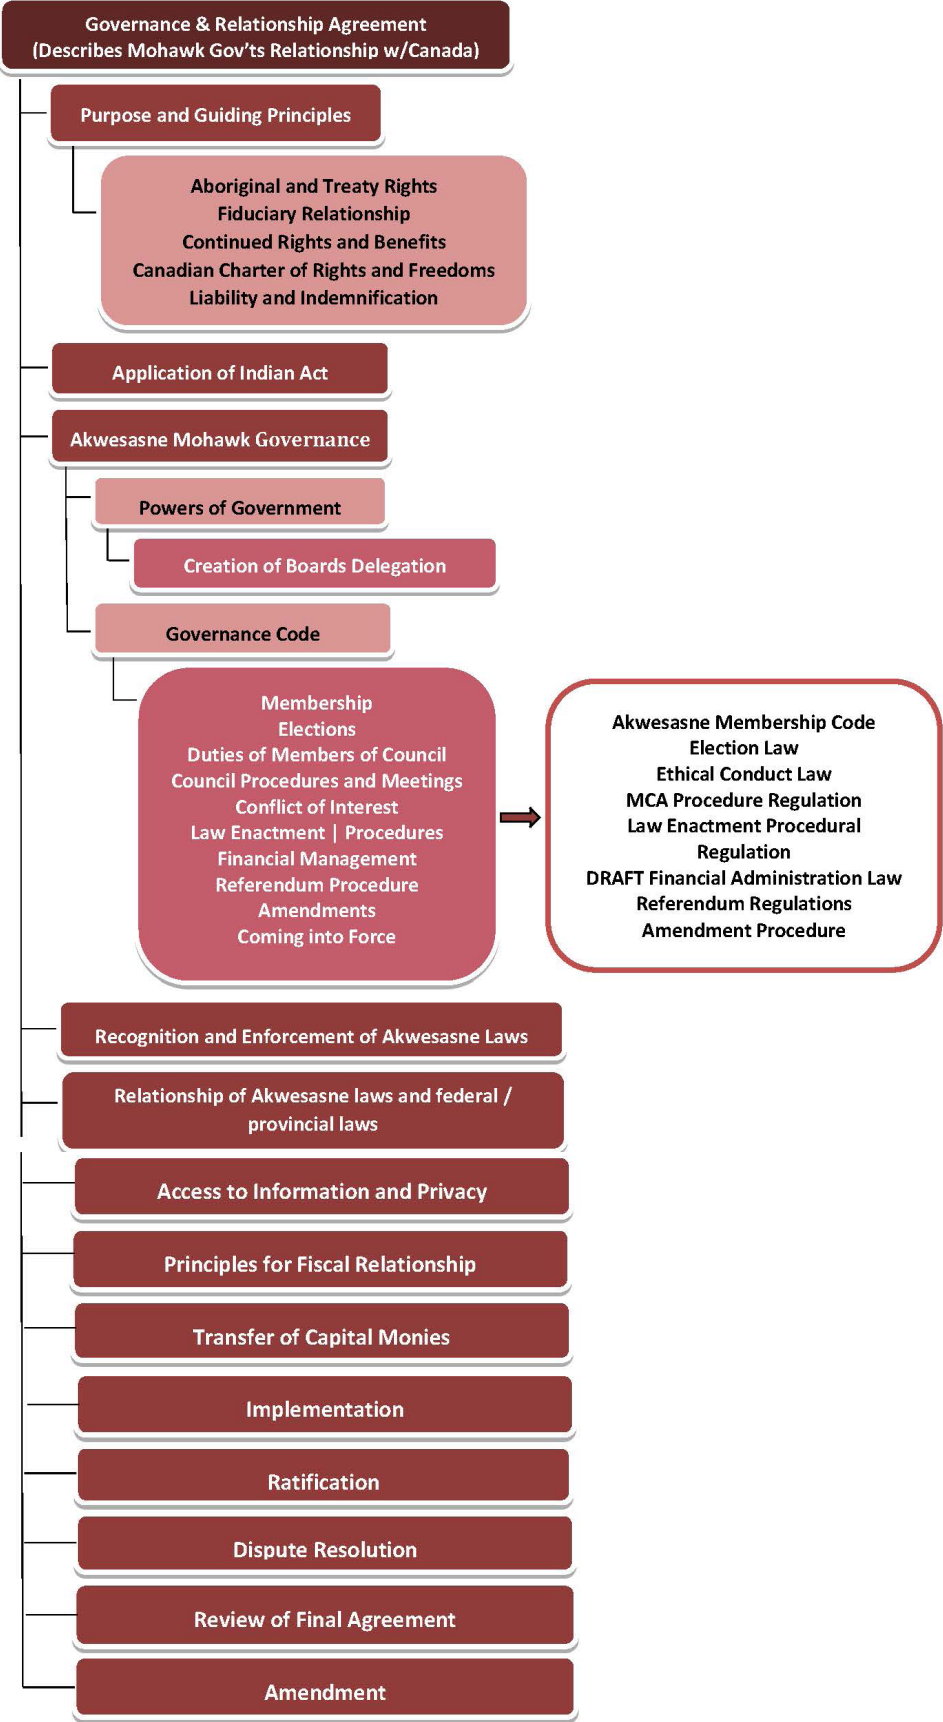 Governance & Relationship Agreement
(Describes Mohawk Gov'ts Relationship w/Canada)
Purpose and Guiding Principles
Aboriginal and Treaty Rights
Fiduciary Relationship
Continued Rights and Benefits
Canadian Charter of Rights and Freedoms
Liability and Indemnification
Application of Indian Act
Akwesasne Mohawk Governance
Powers of Government
Creation of Boards Delegation
Governance Code
Membership
Elections
Duties of Members of Council
Council Procedures and Meetings
Conflict of Interest
Law Enactment | Procedures
Financial Management
Referendum Procedure
Amendments
Coming into Force
Akwesasne Membership Code
Election Law
Ethical Conduct Law
MCA Procedure Regulation
Law Enactment Procedural
Regulation
DRAFT Financial Administration Law
Referendum Regulations
Amendment Procedure
Recognition and Enforcement of Akwesasne Laws
Relationship of Akwesasne laws and federal /
provincial laws
Access to Information and Privacy
Principles for Fiscal Relationship
Transfer of Capital Monies
Implementation
Ratification
Dispute Resolution
Review of Final Agreement
Amendment